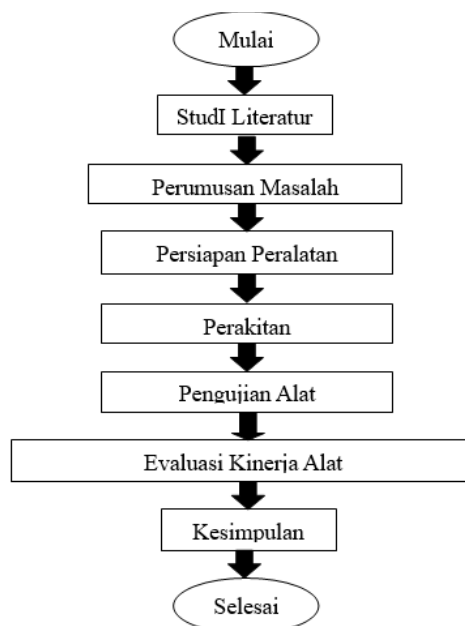 Mulai
StudI Literatur
Perumusan Masalah
Persiapan Peralatan
Perakitan
Pengujian Alat
Evaluasi Kinerja Alat
Kesimpulan
Selesai